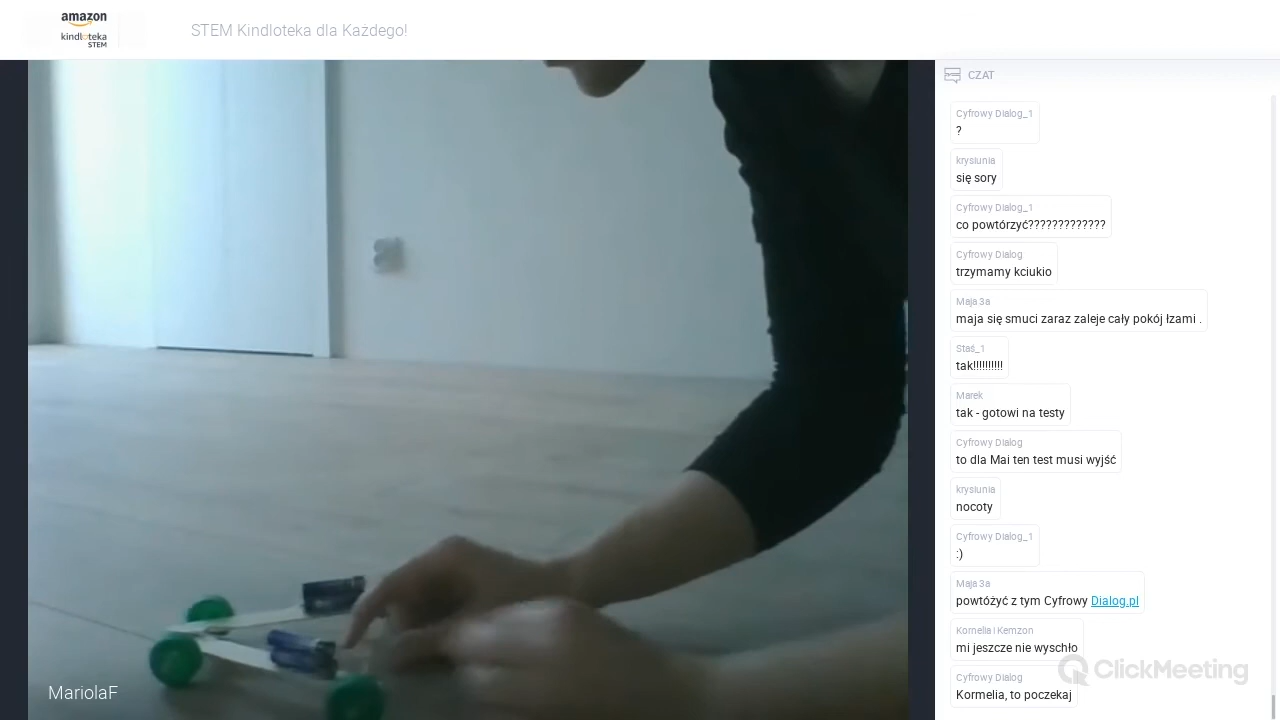 amazon
kindloteka
STEM
STEM Kindloteka dla Każdego!
CZAT
Cyfrowy Dialog_1
?
krysiunia
się sory
Cyfrowy Dialog_1
co powtórzyć?????????????
Cyfrowy Dialog
trzymamy kciukio
Maja 3a
maja się smuci zaraz zaleje cały pokój łzami .
Staś_1
tak!!!!!!!!!!
Marek
tak - gotowi na testy
Cyfrowy Dialog
to dla Mai ten test musi wyjść
krysiunia
nocoty
Cyfrowy Dialog_1
:)
Maja 3a
powtóżyć z tym Cyfrowy Dialog.pl
Kornelia i Kemzon
mi jeszcze nie wyschło
Cyfrowy Dialog
Kormelia, to poczekaj
ClickMeeting
MariolaF